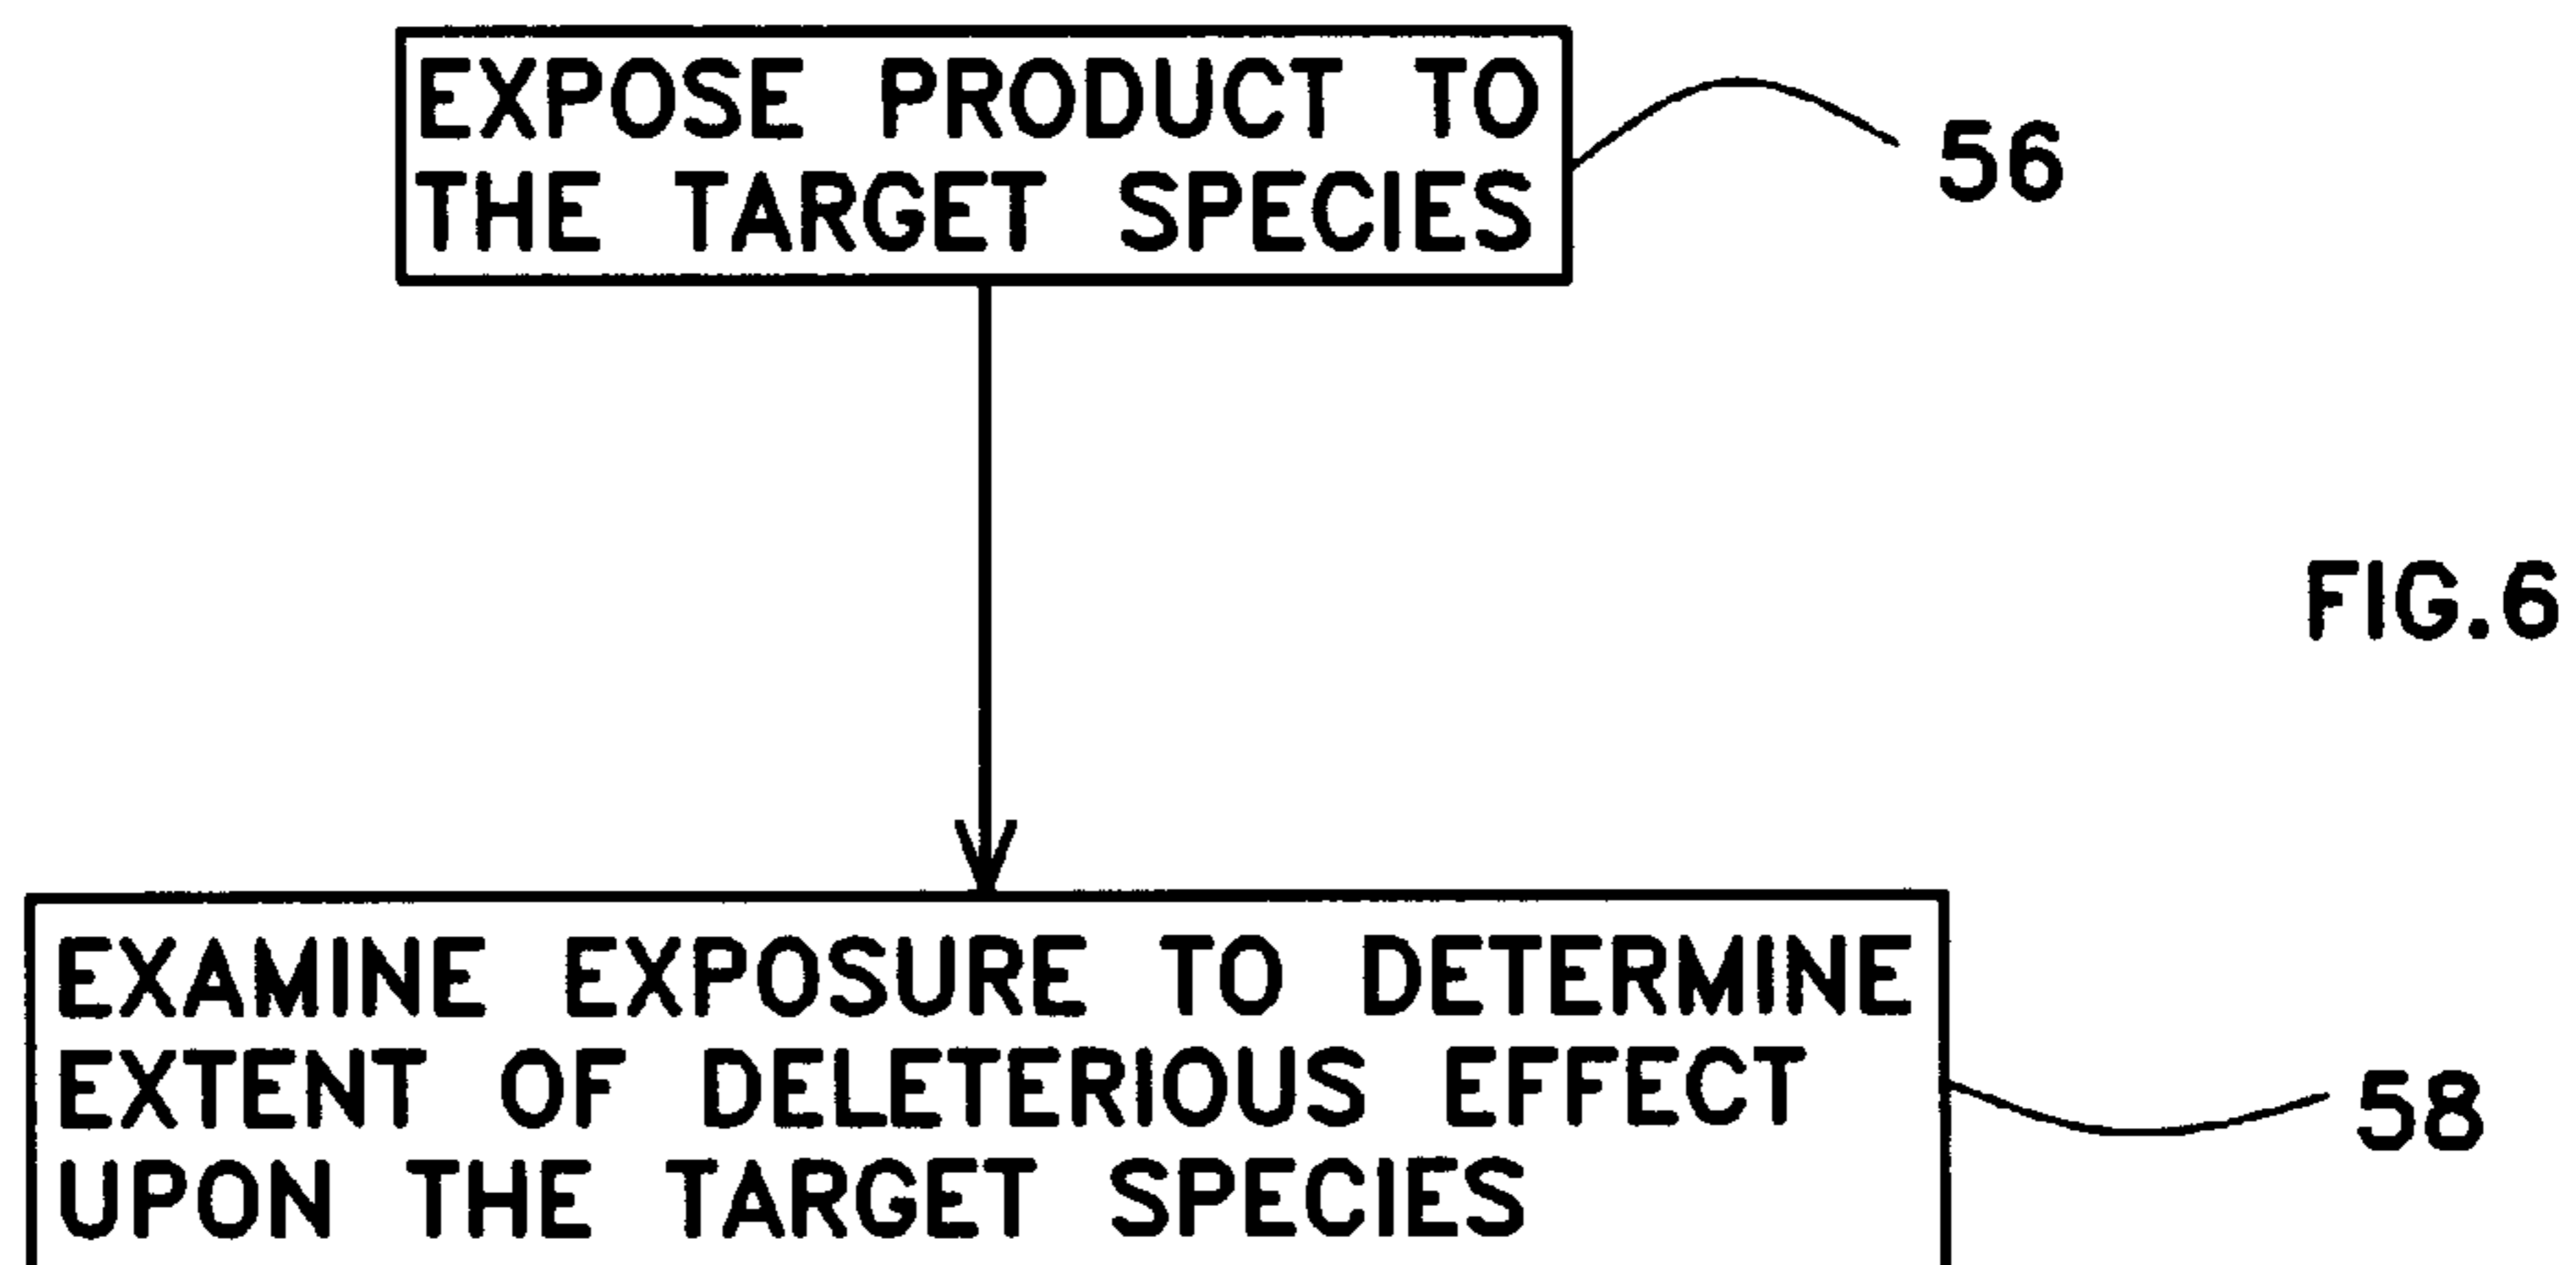 EXPOSE PRODUCT TO
THE TARGET SPECIES
56
FIG.6
EXAMINE EXPOSURE TO DETERMINE
EXTENT OF DELETERIOUS EFFECT
UPON THE TARGET SPECIES
58